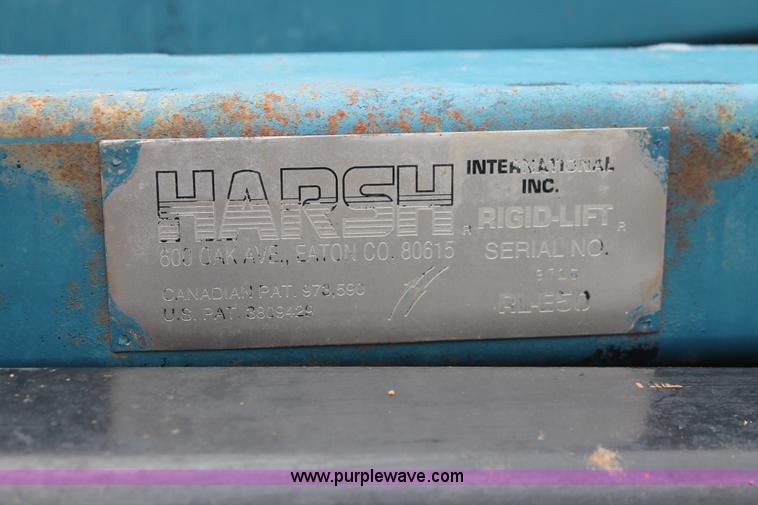 HARSH
INTERNATIONAL
INC.
R RIGID-LIFT R
600 OAK AVE., EATON CO. 80615
SERIAL NO.
CANADIAN PAT. 978,590
U.S. PAT. 3809429
RL-E50
www.purplewave.com